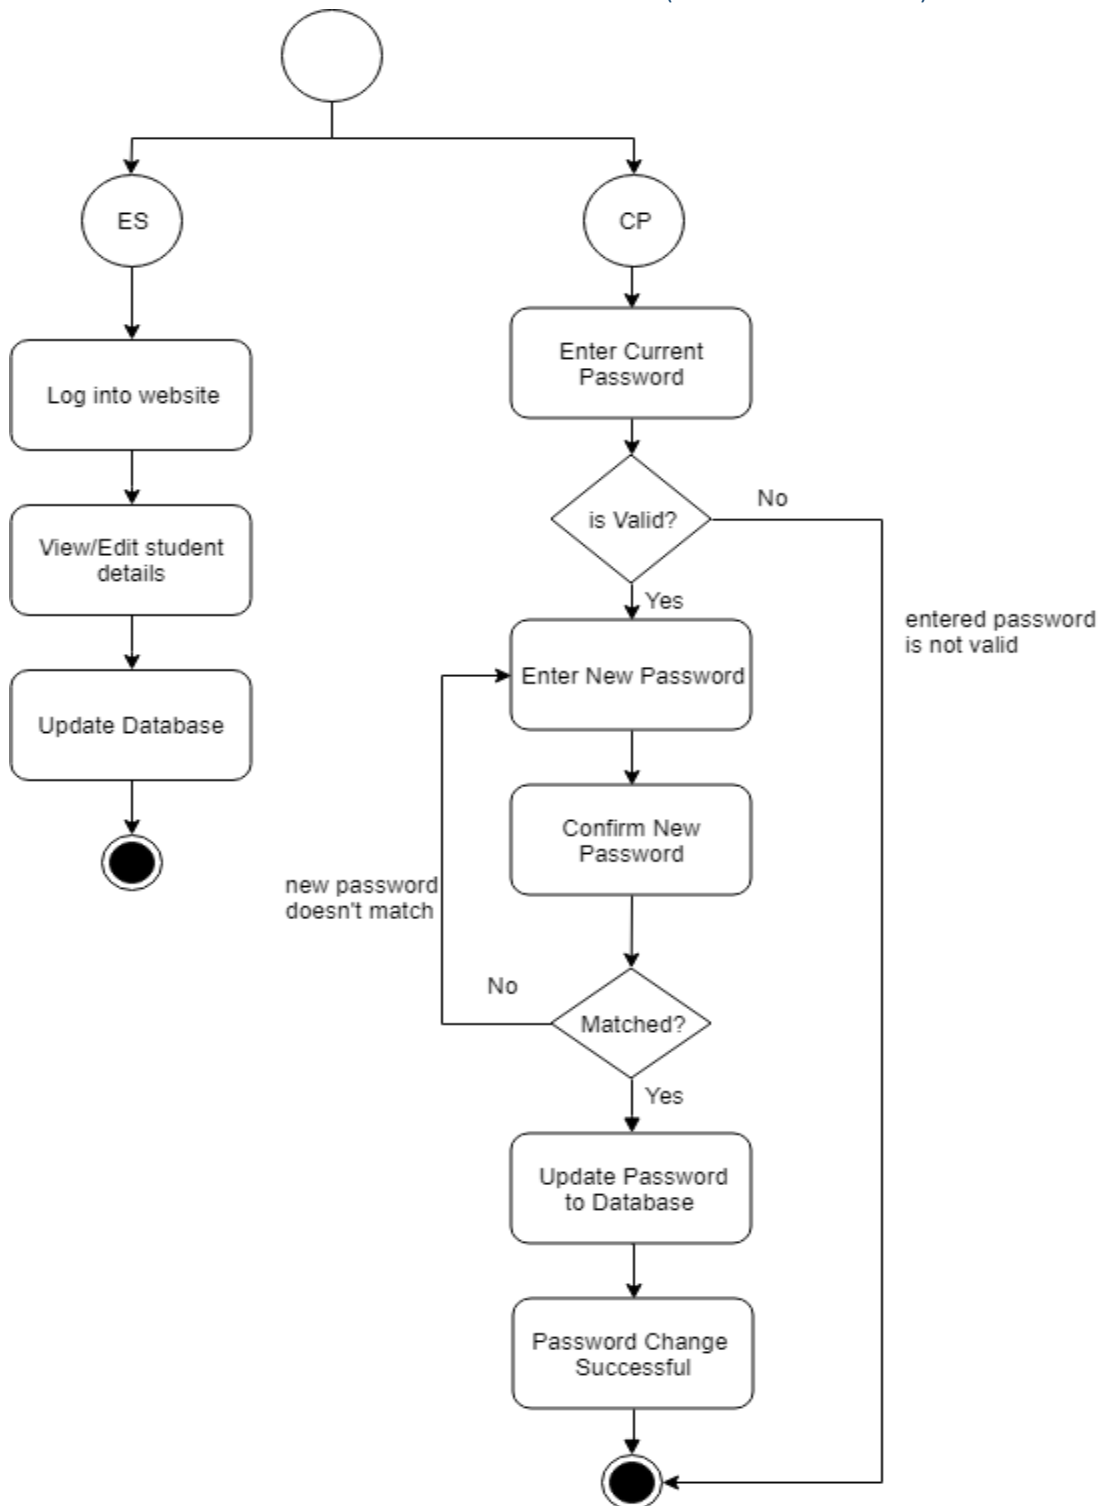 ES
CP
Log into website
View/Edit student
details
Update Database
Enter Current
Password
is Valid?
No
entered password
is not valid
Yes
Enter New Password
Confirm New
Password
new password
doesn't match
No
Matched?
Yes
Update Password
to Database
Password Change
Successful